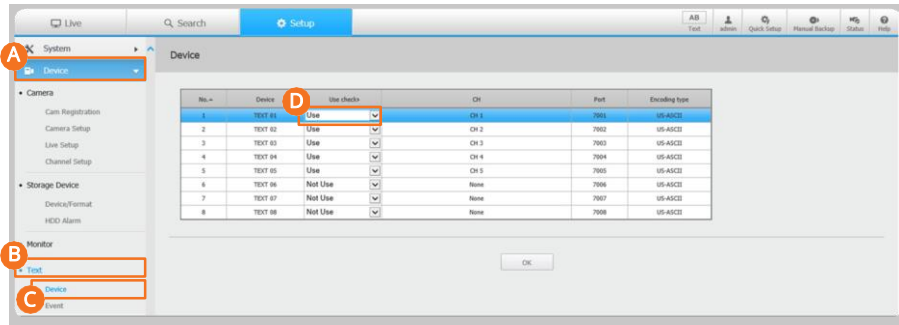 Live
Search
Setup
AB
Text
admin
Quick Setup
Manual Backup
Status
Help
A
System
Device
Camera
Cam Registration
Camera Setup
Live Setup
Channel Setup
Storage Device
Device/Format
HDD Alarm
Monitor
B
Text
C
Device
Event
Device
D
No. Device Use check> CH Port Encoding type
1 TEXT 01 Use CH 1 7001 US-ASCII
2 TEXT 02 Use CH 2 7002 US-ASCII
3 TEXT 03 Use CH 3 7003 US-ASCII
4 TEXT 04 Use CH 4 7004 US-ASCII
5 TEXT 05 Use CH 5 7005 US-ASCII
6 TEXT 06 Not Use None 7006 US-ASCII
7 TEXT 07 Not Use None 7007 US-ASCII
8 TEXT 08 Not Use None 7008 US-ASCII
OK